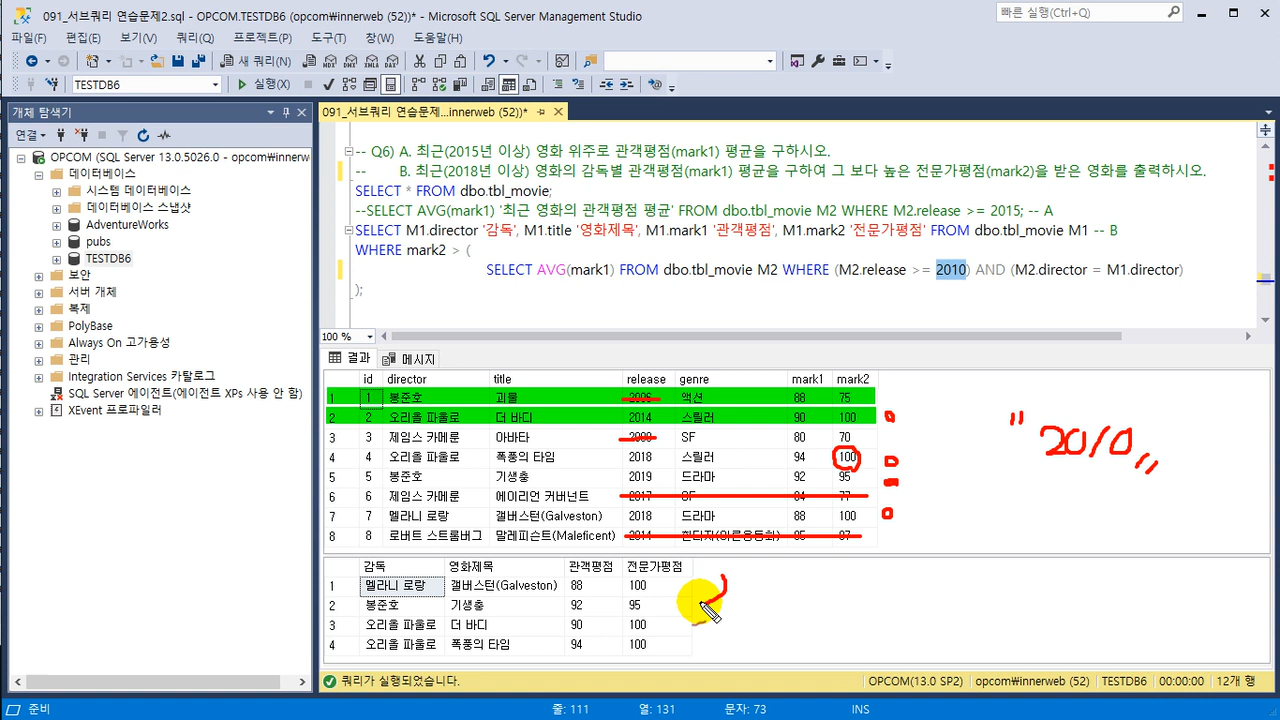 091_서브쿼리 연습문제2.sql - OPCOM.TESTDB6 (opcom\innerweb (52))* - Microsoft SQL Server Management Studio
빠른 실행(Ctrl+Q)
파일(F) 편집(E) 보기(V) 쿼리(Q) 프로젝트(P) 도구(T) 창(W) 도움말(H)
새 쿼리(N)
TESTDB6 실행(X)
개체 탐색기
091_서브쿼리 연습문제...innerweb (52))*
연결
OPCOM (SQL Server 13.0.5026.0 - opcom\innerw
데이터베이스
시스템 데이터베이스
데이터베이스 스냅샷
AdventureWorks
pubs
TESTDB6
보안
서버 개체
복제
PolyBase
Always On 고가용성
관리
Integration Services 카탈로그
SQL Server 에이전트(에이전트 XPs 사용 안 함)
XEvent 프로파일러
-- Q6) A. 최근(2015년 이상) 영화 위주로 관객평점(mark1) 평균을 구하시오.
-- B. 최근(2018년 이상) 영화의 감독별 관객평점(mark1) 평균을 구하여 그 보다 높은 전문가평점(mark2)을 받은 영화를 출력하시오.
SELECT * FROM dbo.tbl_movie;
--SELECT AVG(mark1) '최근 영화의 관객평점 평균' FROM dbo.tbl_movie M2 WHERE M2.release >= 2015; -- A
SELECT M1.director '감독', M1.title '영화제목', M1.mark1 '관객평점', M1.mark2 '전문가평점' FROM dbo.tbl_movie M1 -- B
WHERE mark2 > (
SELECT AVG(mark1) FROM dbo.tbl_movie M2 WHERE (M2.release >= 2010) AND (M2.director = M1.director)
);
100 %
결과 메시지
id director title release genre mark1 mark2
1 1 봉준호 괴물 2006 액션 88 75
2 2 오리올 파올로 더 바디 2014 스릴러 90 100
3 3 제임스 카메론 아바타 2009 SF 80 70
4 4 오리올 파올로 폭풍의 타임 2018 스릴러 94 100
5 5 봉준호 기생충 2019 드라마 92 95
6 6 제임스 카메론 에이리언 커버넌트 2017 SF 84 77
7 7 멜라니 로랑 갤버스턴(Galveston) 2018 드라마 88 100
8 8 로버트 스트롬버그 말레피센트(Maleficent) 2014
"2010"
감독 영화제목 관객평점 전문가평점
1 멜라니 로랑 갤버스턴(Galveston) 88 100
2 봉준호 기생충 92 95
3 오리올 파올로 더 바디 90 100
4 오리올 파올로 폭풍의 타임 94 100
쿼리가 실행되었습니다.
OPCOM(13.0 SP2) opcom\innerweb (52) TESTDB6 00:00:00 12개 행
준비 줄: 111 열: 131 문자: 73 INS